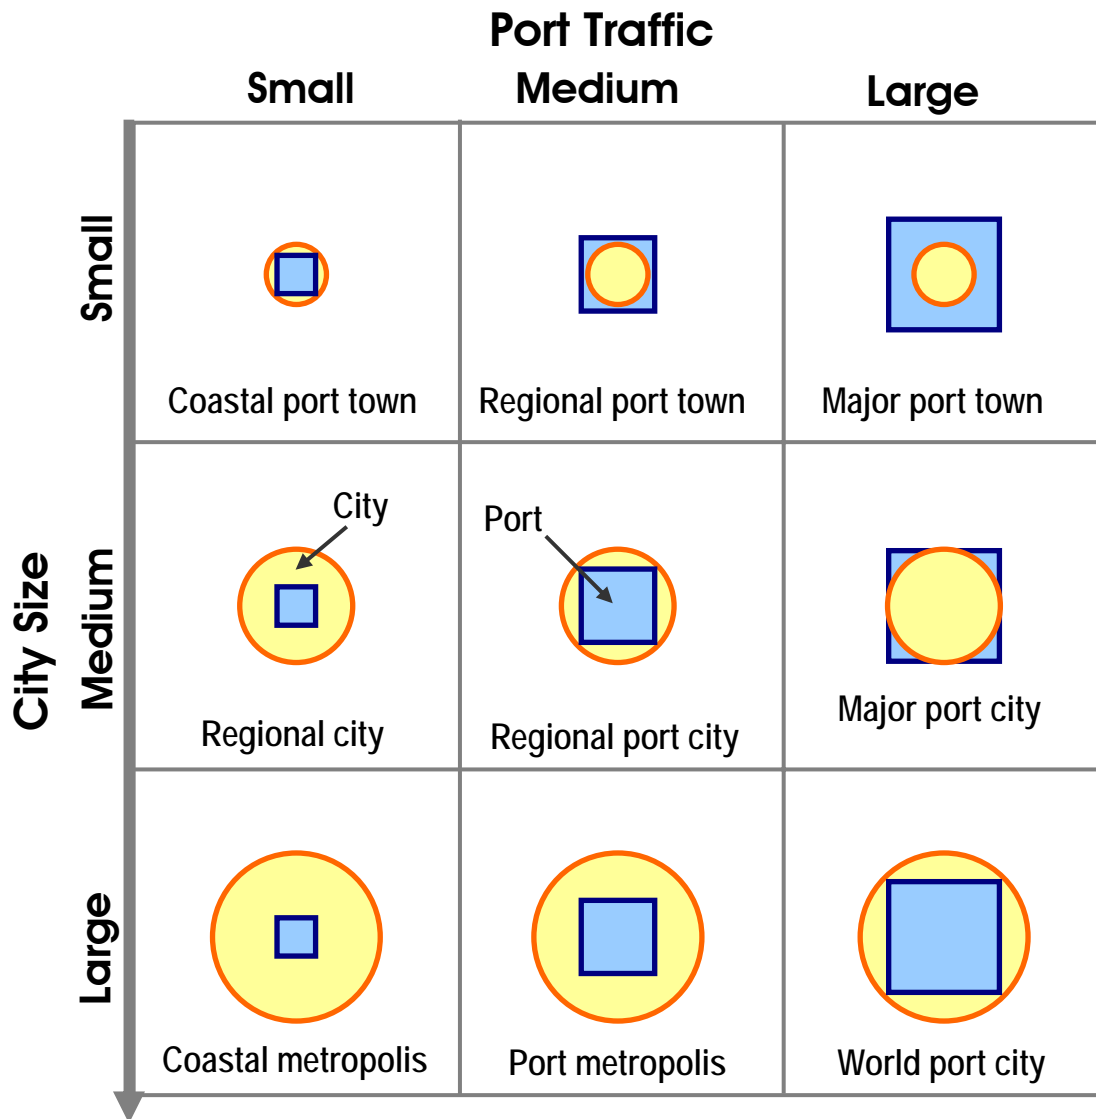 Port Traffic
Small
Medium
Large
City Size
Small
Coastal port town
Regional port town
Major port town
Medium
City
Port
Regional city
Regional port city
Major port city
Large
Coastal metropolis
Port metropolis
World port city